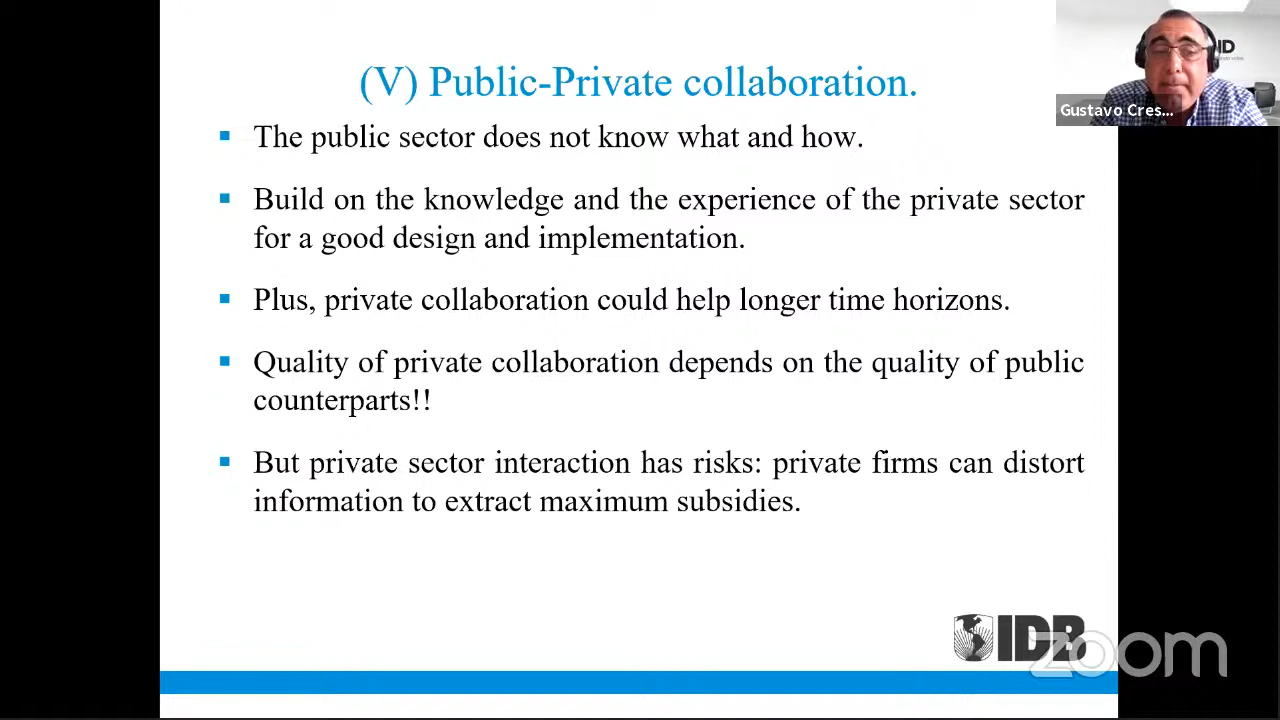 (V) Public-Private collaboration.
ID
Gustavo Cres...
▪ The public sector does not know what and how.
▪ Build on the knowledge and the experience of the private sector
for a good design and implementation.
▪ Plus, private collaboration could help longer time horizons.
▪ Quality of private collaboration depends on the quality of public
counterparts!!
▪ But private sector interaction has risks: private firms can distort
information to extract maximum subsidies.
IDB
zoom